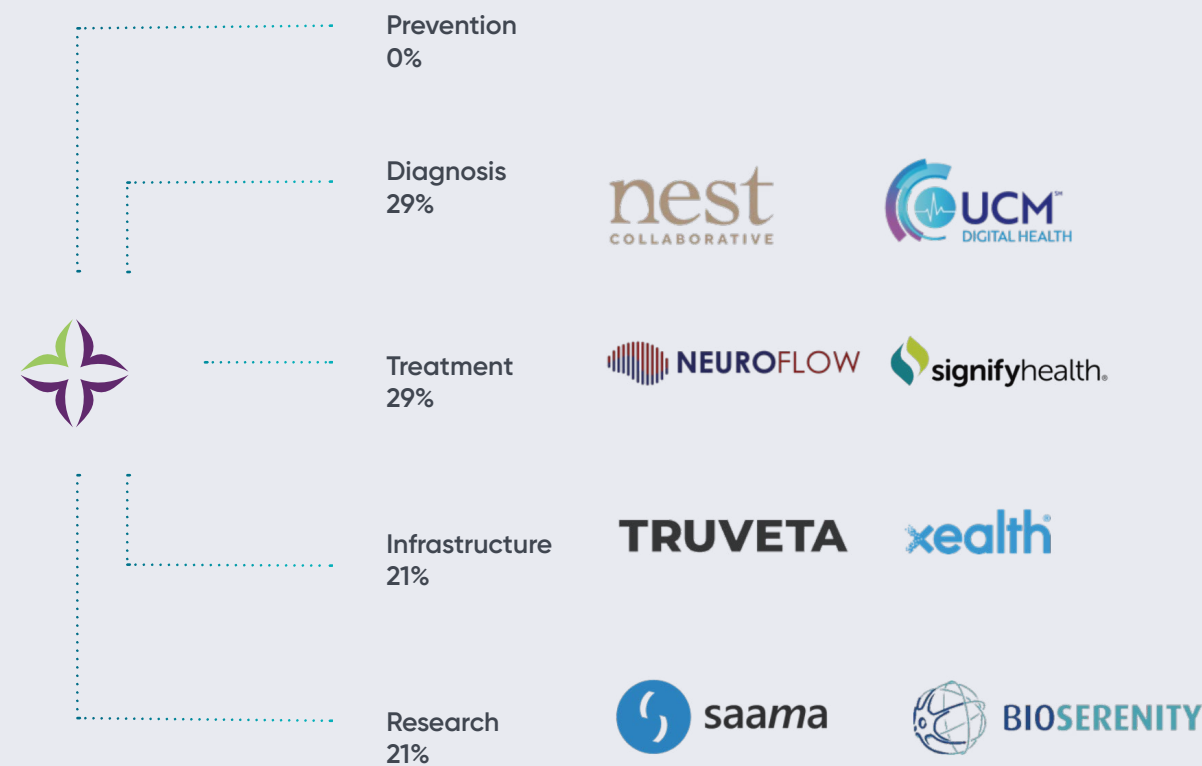 Prevention
0%
Diagnosis
29%
nest
COLLABORATIVE
UCM℠
DIGITAL HEALTH
Treatment
29%
NEUROFLOW
signifyhealth®
Infrastructure
21%
TRUVETA
xealth®
Research
21%
saama
BIOSERENITY